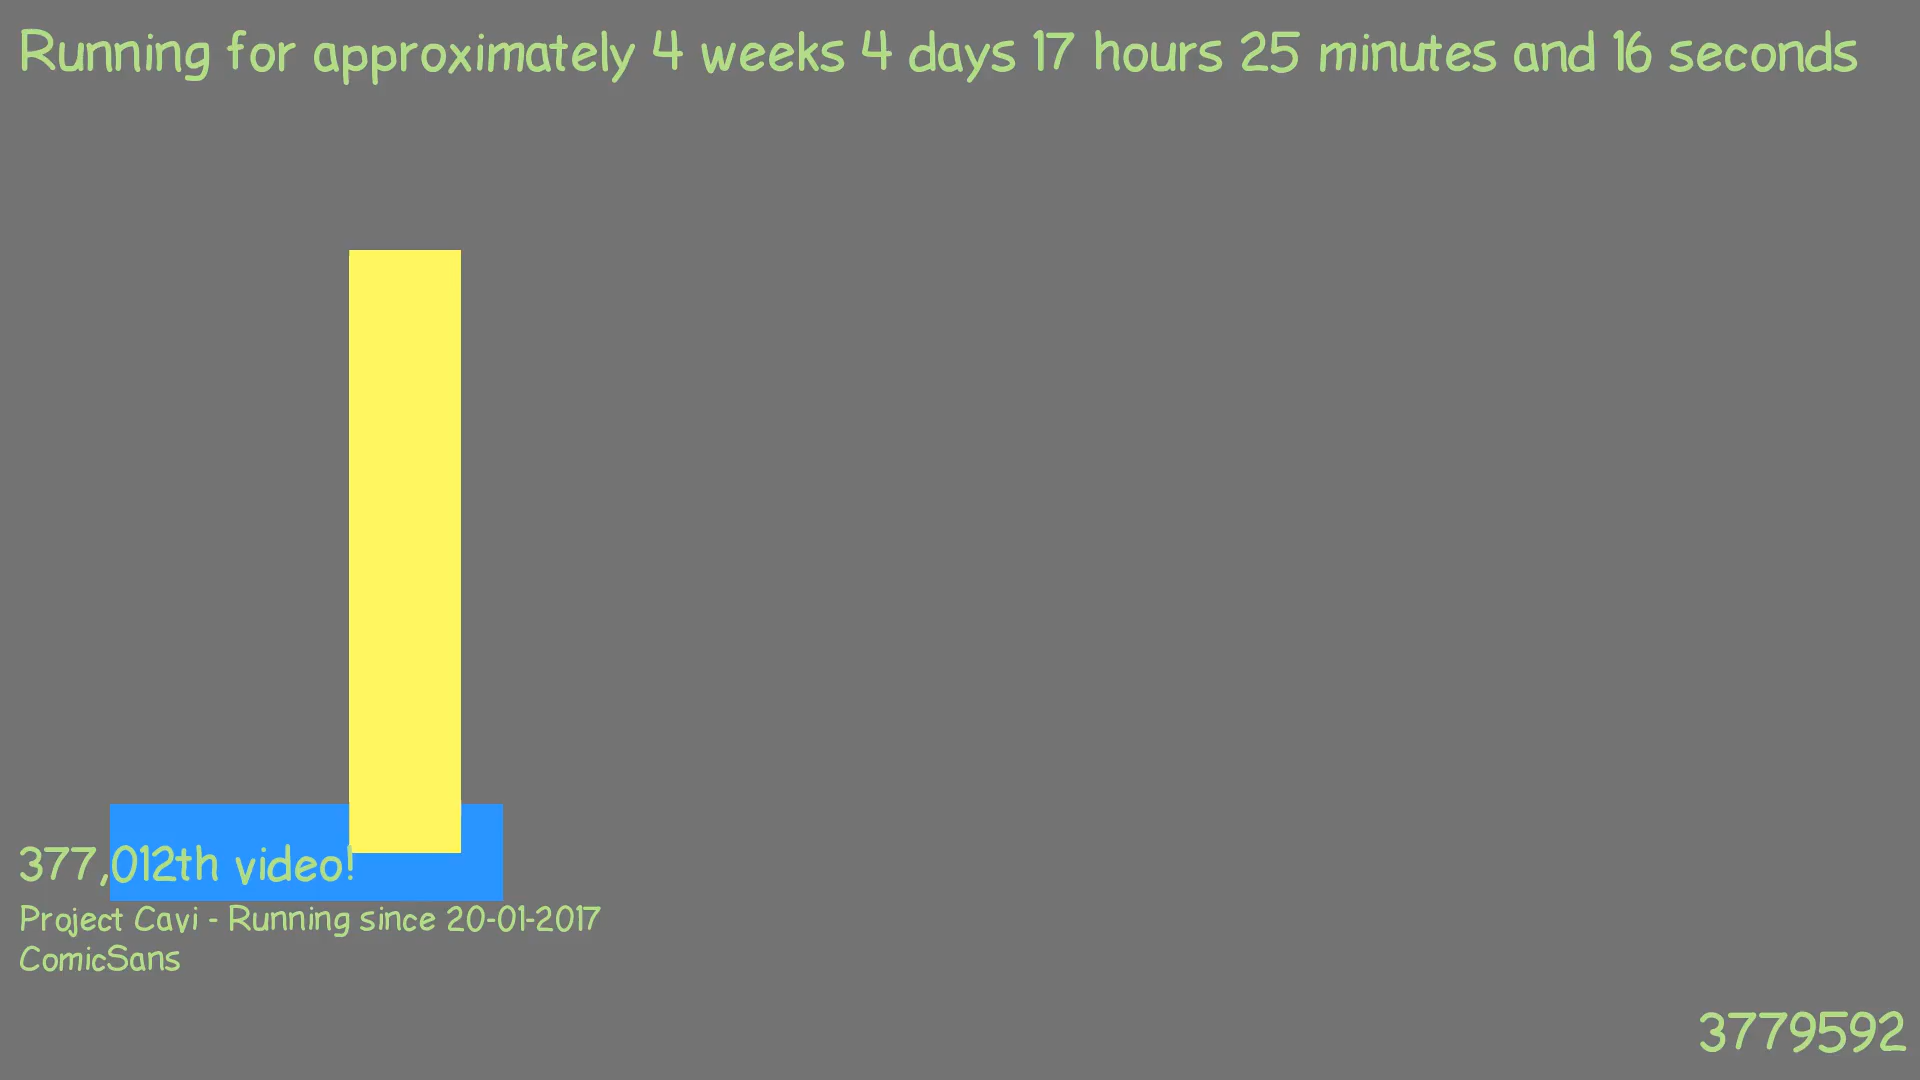 Running for approximately 4 weeks 4 days 17 hours 25 minutes and 16 seconds
377,012th video!
Project Cavi - Running since 20-01-2017
ComicSans
3779592